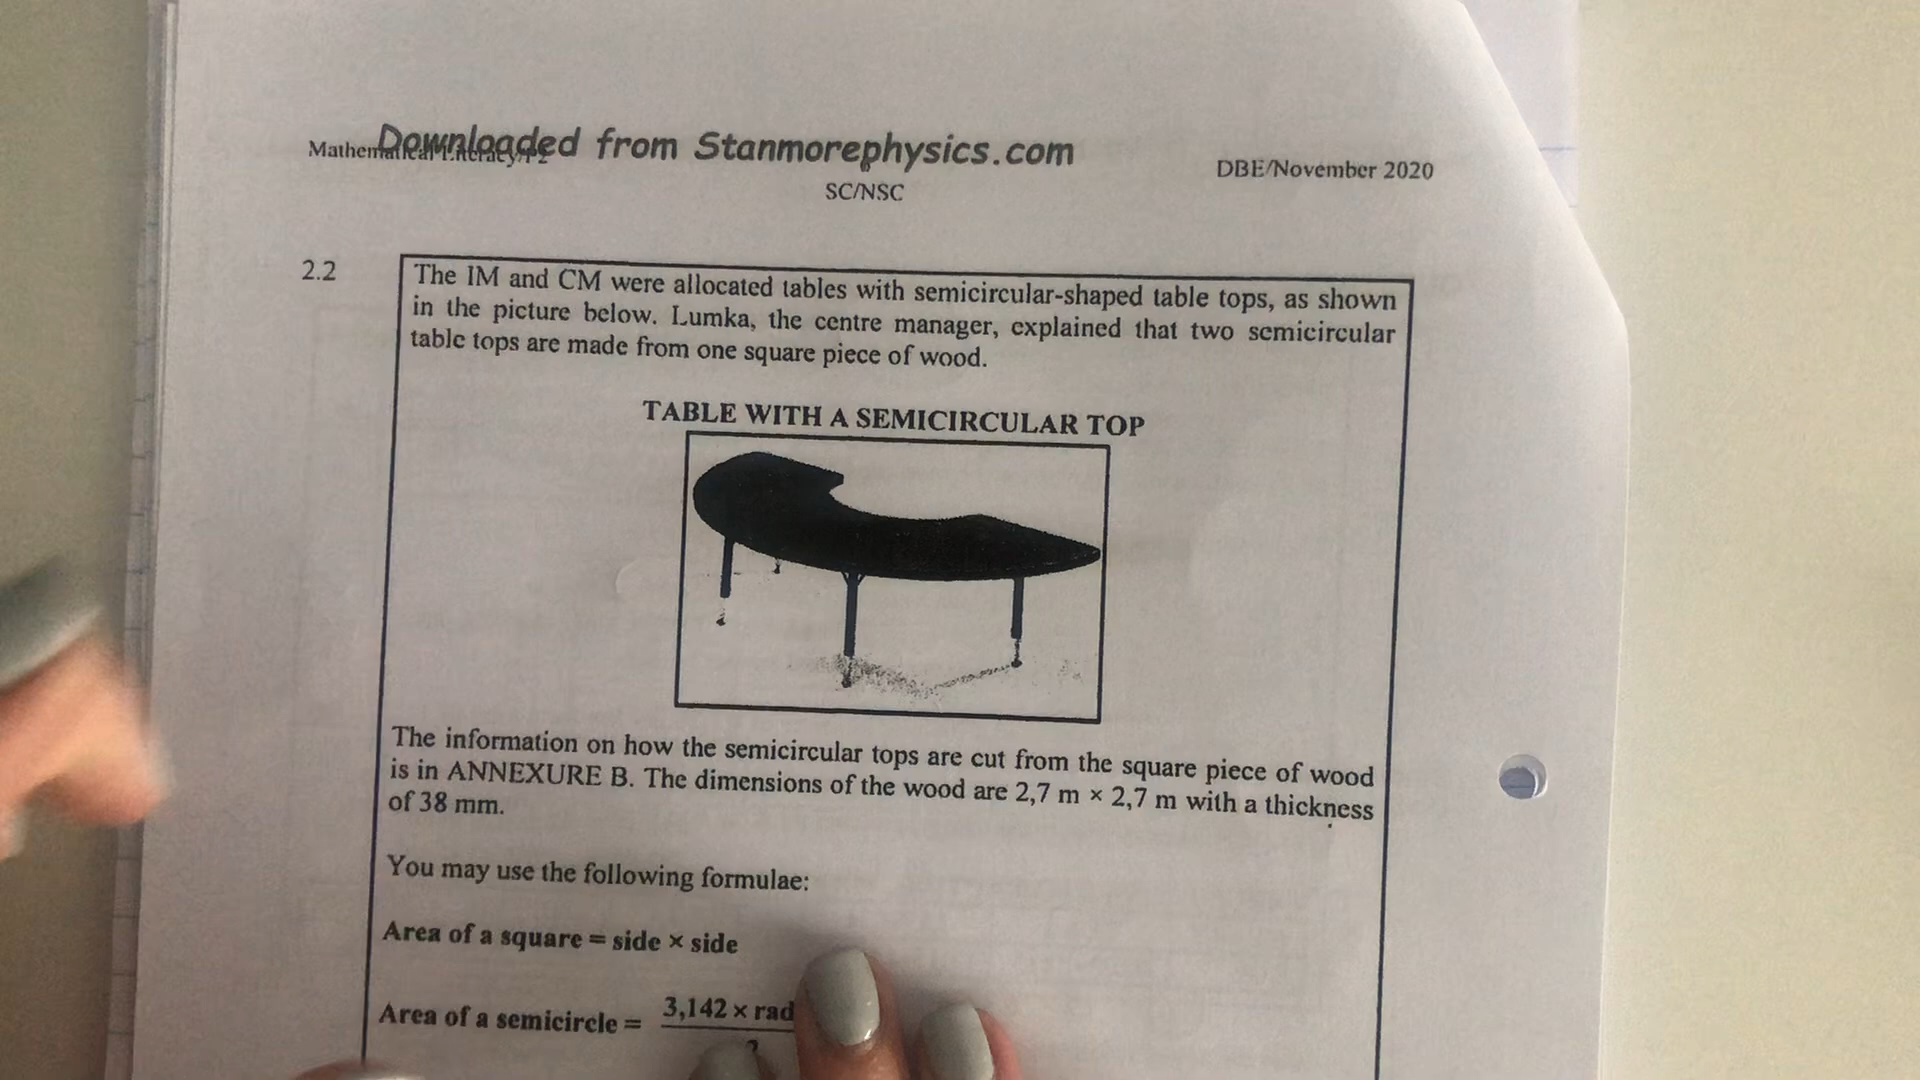 Downloaded from Stanmorephysics.com
DBE/November 2020
SC/NSC
2.2
The IM and CM were allocated tables with semicircular-shaped table tops, as shown
in the picture below. Lumka, the centre manager, explained that two semicircular
table tops are made from one square piece of wood.
TABLE WITH A SEMICIRCULAR TOP
The information on how the semicircular tops are cut from the square piece of wood
is in ANNEXURE B. The dimensions of the wood are 2,7 m × 2,7 m with a thickness
of 38 mm.
You may use the following formulae:
Area of a square = side × side
Area of a semicircle = 3,142 × rad